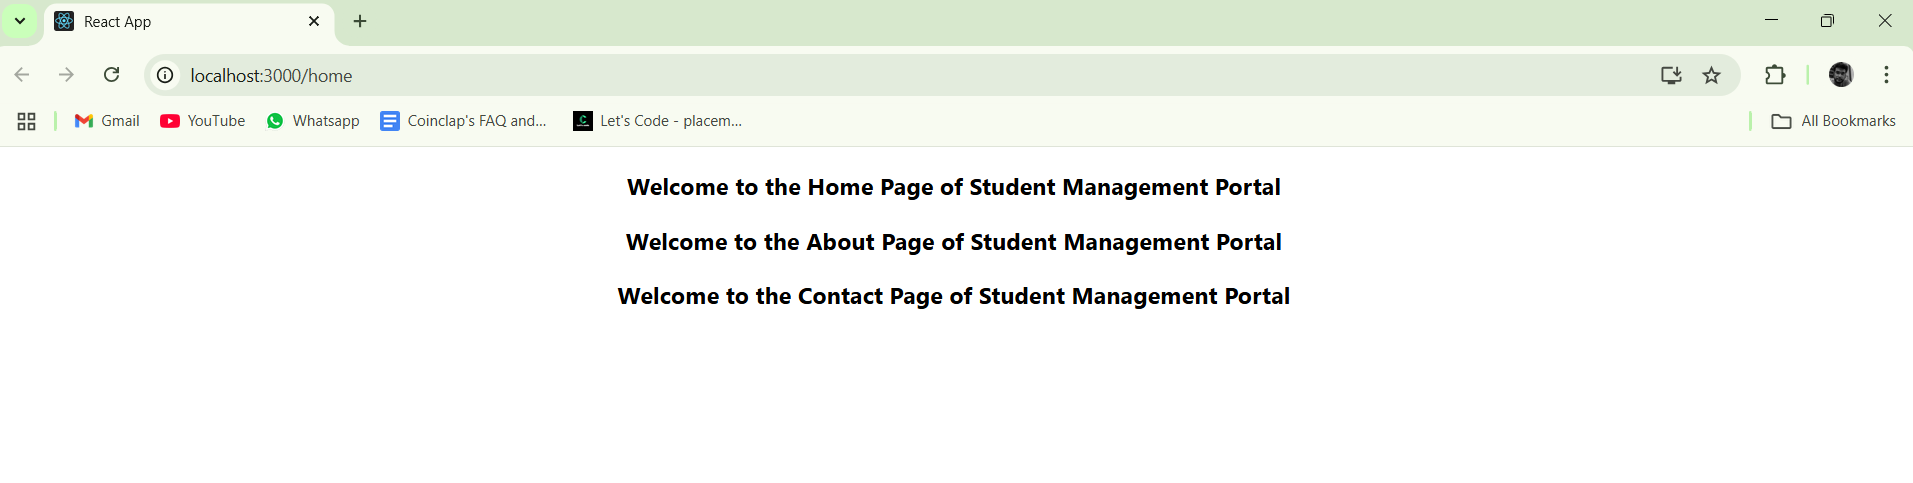 React App
localhost:3000/home
Gmail YouTube Whatsapp Coinclap's FAQ and... Let's Code - placem... All Bookmarks
Welcome to the Home Page of Student Management Portal
Welcome to the About Page of Student Management Portal
Welcome to the Contact Page of Student Management Portal